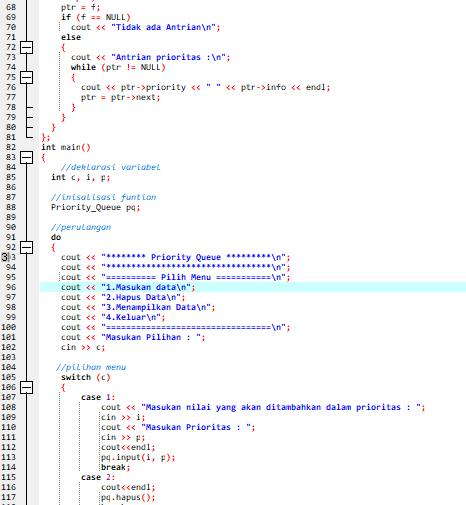 68 ptr = f;
69 if (f == NULL)
70 cout << "Tidak ada Antrian\n";
71 else
72 {
73 cout << "Antrian prioritas :\n";
74 while (ptr != NULL)
75 {
76 cout << ptr->priority << " " << ptr->info << endl;
77 ptr = ptr->next;
78 }
79 }
80 }
81 };
82 int main()
83 {
84 //deklarasi variabel
85 int c, i, p;
86
87 //inisalisasi funtion
88 Priority_Queue pq;
89
90 //perulangan
91 do
92 {
93 cout << "******** Priority Queue *********\n";
94 cout << "*********************************\n";
95 cout << "========== Pilih Menu ===========\n";
96 cout << "1.Masukan data\n";
97 cout << "2.Hapus Data\n";
98 cout << "3.Menampilkan Data\n";
99 cout << "4.Keluar\n";
100 cout << "=================================\n";
101 cout << "Masukan Pilihan : ";
102 cin >> c;
103
104 //pilihan menu
105 switch (c)
106 {
107 case 1:
108 cout << "Masukan nilai yang akan ditambahkan dalam prioritas : ";
109 cin >> i;
110 cout << "Masukan Prioritas : ";
111 cin >> p;
112 cout<<endl;
113 pq.input(i, p);
114 break;
115 case 2:
116 cout<<endl;
117 pq.hapus();